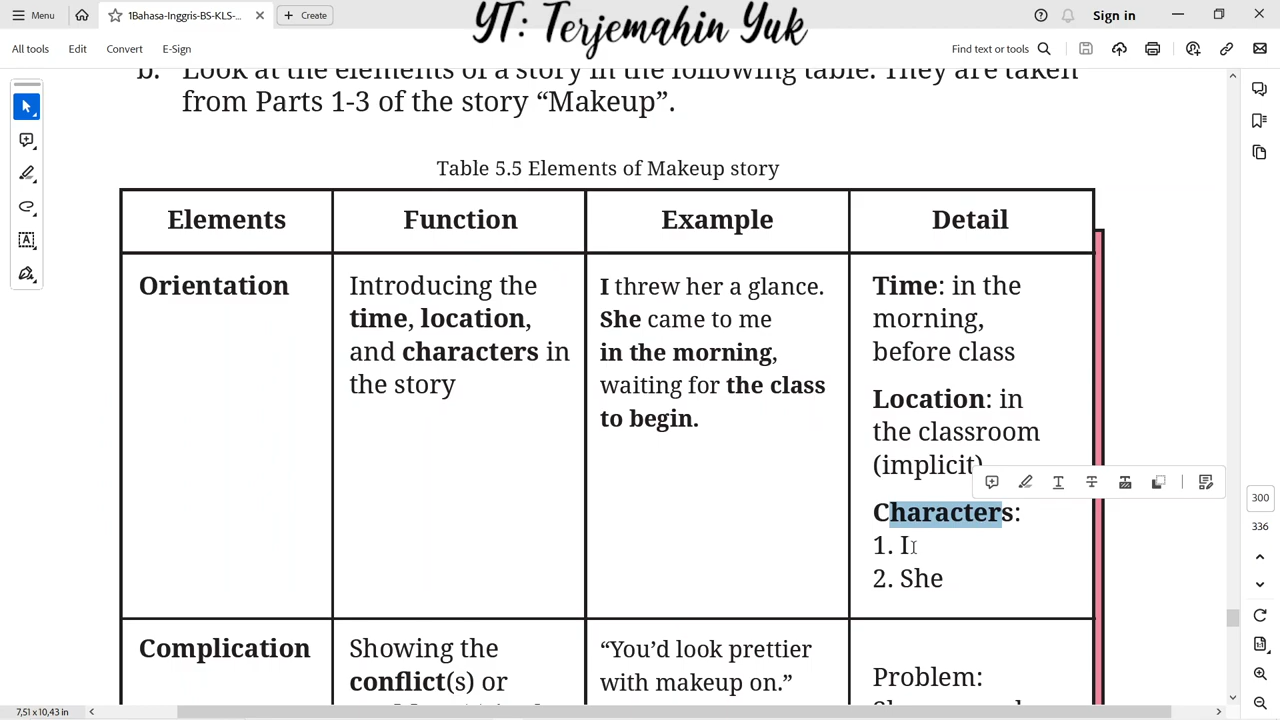 1Bahasa-Inggris-BS-KLS-...
Create
YT: Terjemahin Yuk
Sign in
Menu
All tools
Edit
Convert
E-Sign
Find text or tools
b. Look at the elements of a story in the following table. They are taken
from Parts 1-3 of the story “Makeup”.
Table 5.5 Elements of Makeup story
Elements
Function
Example
Detail
Orientation
Introducing the
time, location,
and characters in
the story
I threw her a glance.
She came to me
in the morning,
waiting for the class
to begin.
Time: in the
morning,
before class
Location: in
the classroom
(implicit)
Characters:
1. I
2. She
Complication
Showing the
conflict(s) or
“You’d look prettier
with makeup on.”
Problem:
300
336
7,51 x 10,43 in